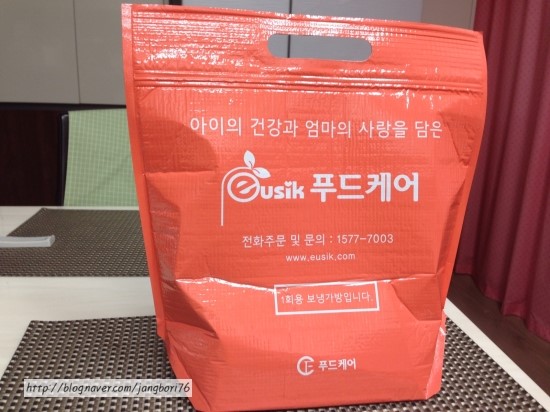 아이의 건강과 엄마의 사랑을 담은
eusik 푸드케어
전화주문 및 문의 : 1577-7003
www.eusik.com
1회용 보냉가방입니다.
푸드케어
http://blognaver.com/jangbori76